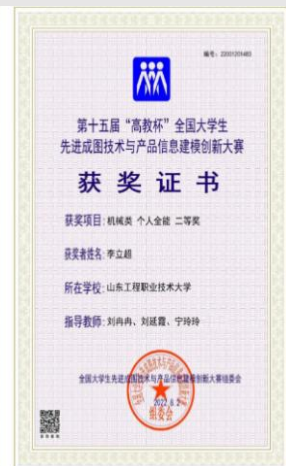 第十五届“高教杯”全国大学生
先进成图技术与产品信息建模创新大赛
获奖证书
获奖项目: 机械类 个人全能 二等奖
获奖者姓名: 李立超
所在学校: 山东工程职业技术大学
指导教师: 刘冉冉、刘延霞、宁玲玲
全国大学生先进成图技术与产品信息建模创新大赛组委会
2022.8.2
组委会